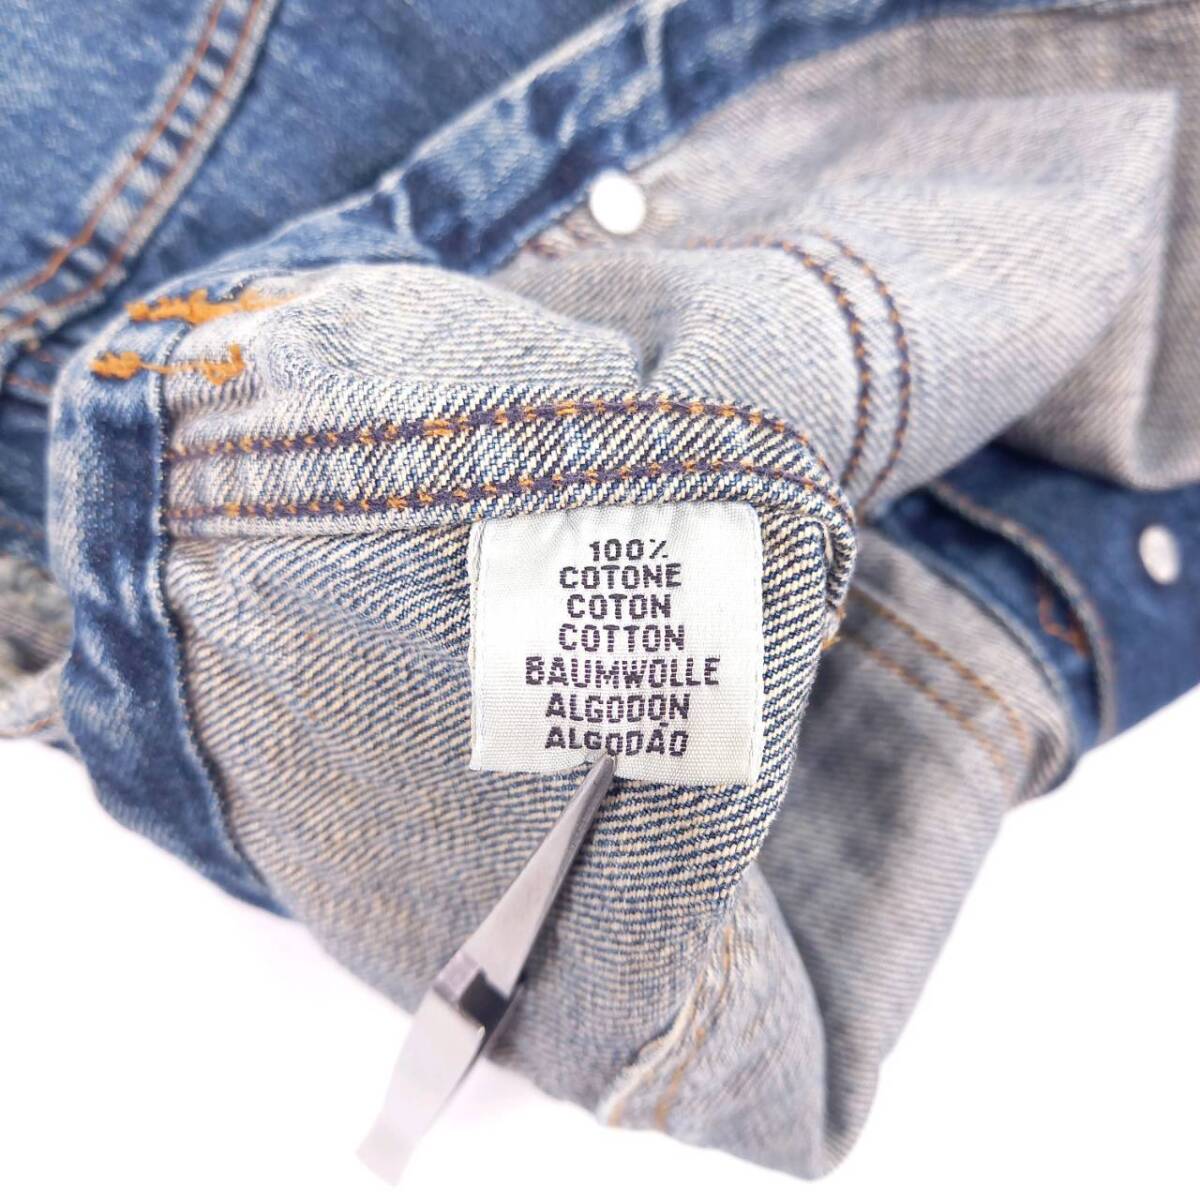 100%
COTONE
COTON
COTTON
BAUMWOLLE
ALGODON
ALGODÃO